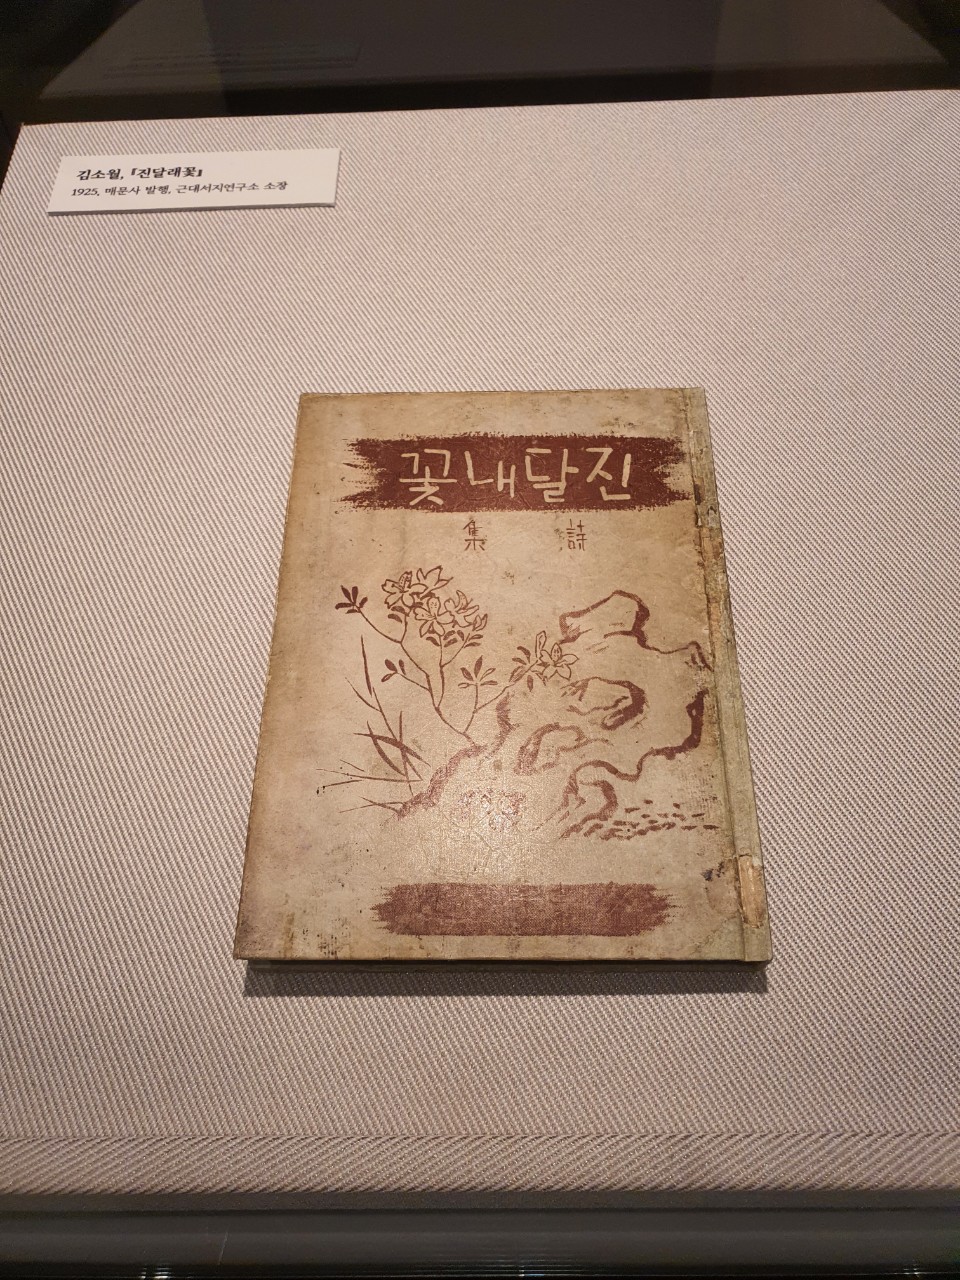 김소월, 『진달래꽃』
1925, 매문사 발행, 근대서지연구소 소장
진달내꽃
詩集